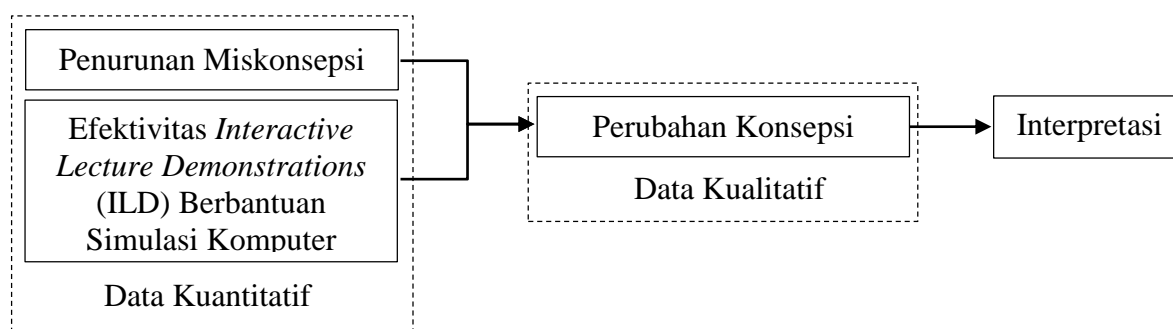 Penurunan Miskonsepsi
Efektivitas Interactive
Lecture Demonstrations
(ILD) Berbantuan
Simulasi Komputer
Data Kuantitatif
Perubahan Konsepsi
Data Kualitatif
Interpretasi